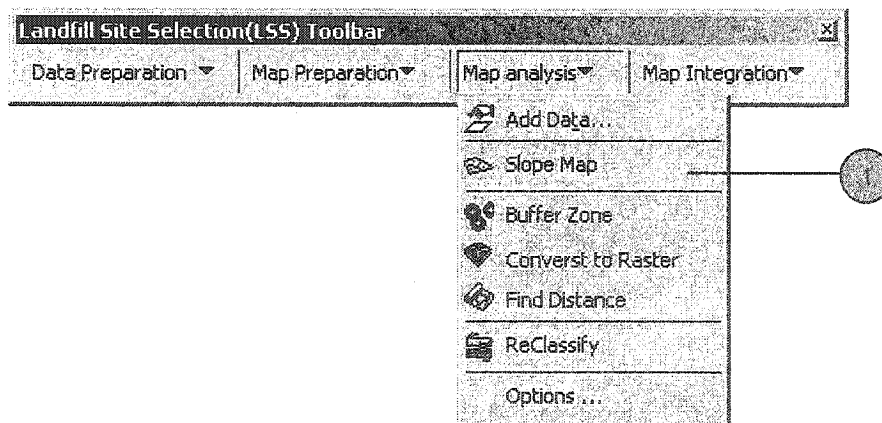 Landfill Site Selection(LSS) Toolbar
Data Preparation Map Preparation Map analysis Map Integration
Add Data...
Slope Map
Buffer Zone
Converst to Raster
Find Distance
ReClassify
Options ...
1